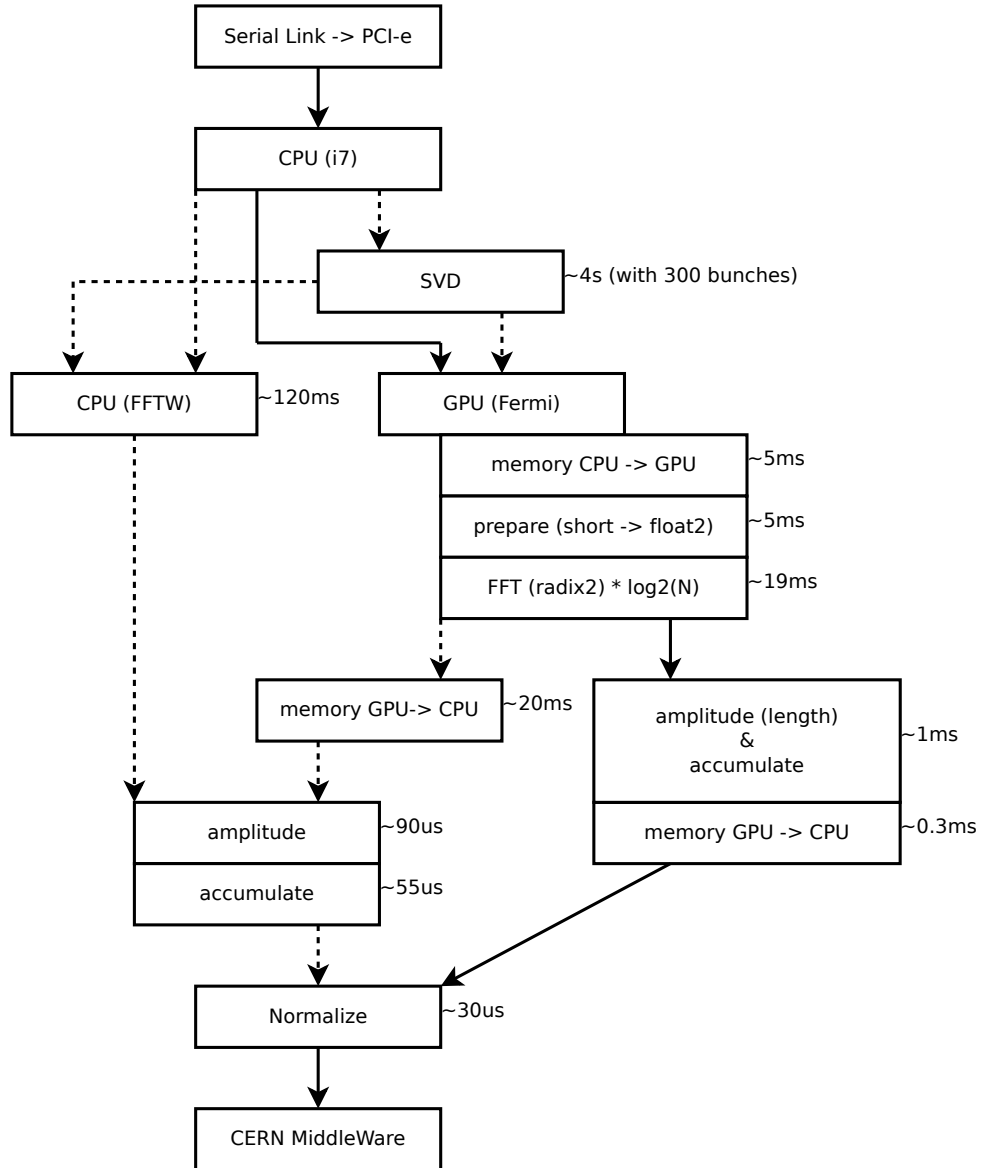 Serial Link -> PCI-e
CPU (i7)
SVD
~4s (with 300 bunches)
CPU (FFTW)
~120ms
GPU (Fermi)
memory CPU -> GPU
~5ms
prepare (short -> float2)
~5ms
FFT (radix2) * log2(N)
~19ms
memory GPU-> CPU
~20ms
amplitude (length)
&
accumulate
~1ms
amplitude
~90us
memory GPU -> CPU
~0.3ms
accumulate
~55us
Normalize
~30us
CERN MiddleWare